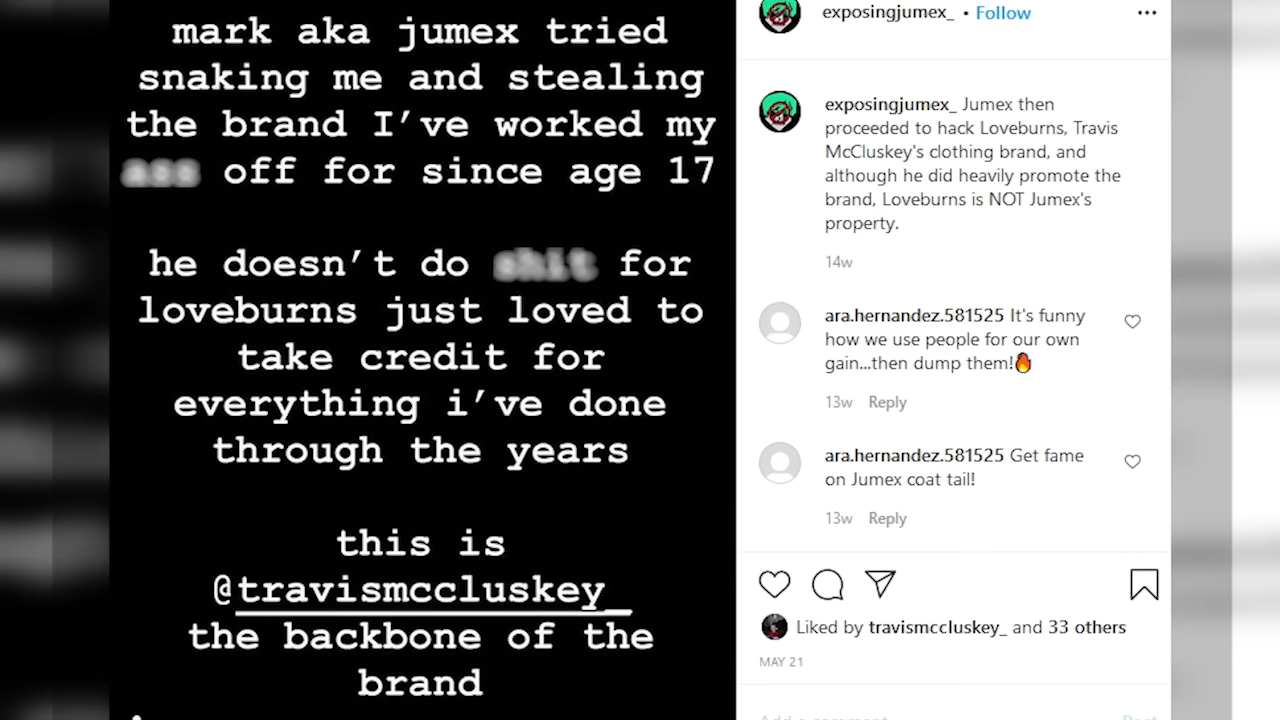 mark aka jumex tried
snaking me and stealing
the brand I’ve worked my
off for since age 17
he doesn’t do shit for
loveburns just loved to
take credit for
everything i’ve done
through the years
this is
@travismccluskey_
the backbone of the
brand
exposingjumex_ • Follow
exposingjumex_ Jumex then
proceeded to hack Loveburns, Travis
McCluskey's clothing brand, and
although he did heavily promote the
brand, Loveburns is NOT Jumex's
property.
14w
ara.hernandez.581525 It's funny
how we use people for our own
gain...then dump them!🔥
13w Reply
ara.hernandez.581525 Get fame
on Jumex coat tail!
13w Reply
Liked by travismccluskey_ and 33 others
MAY 21